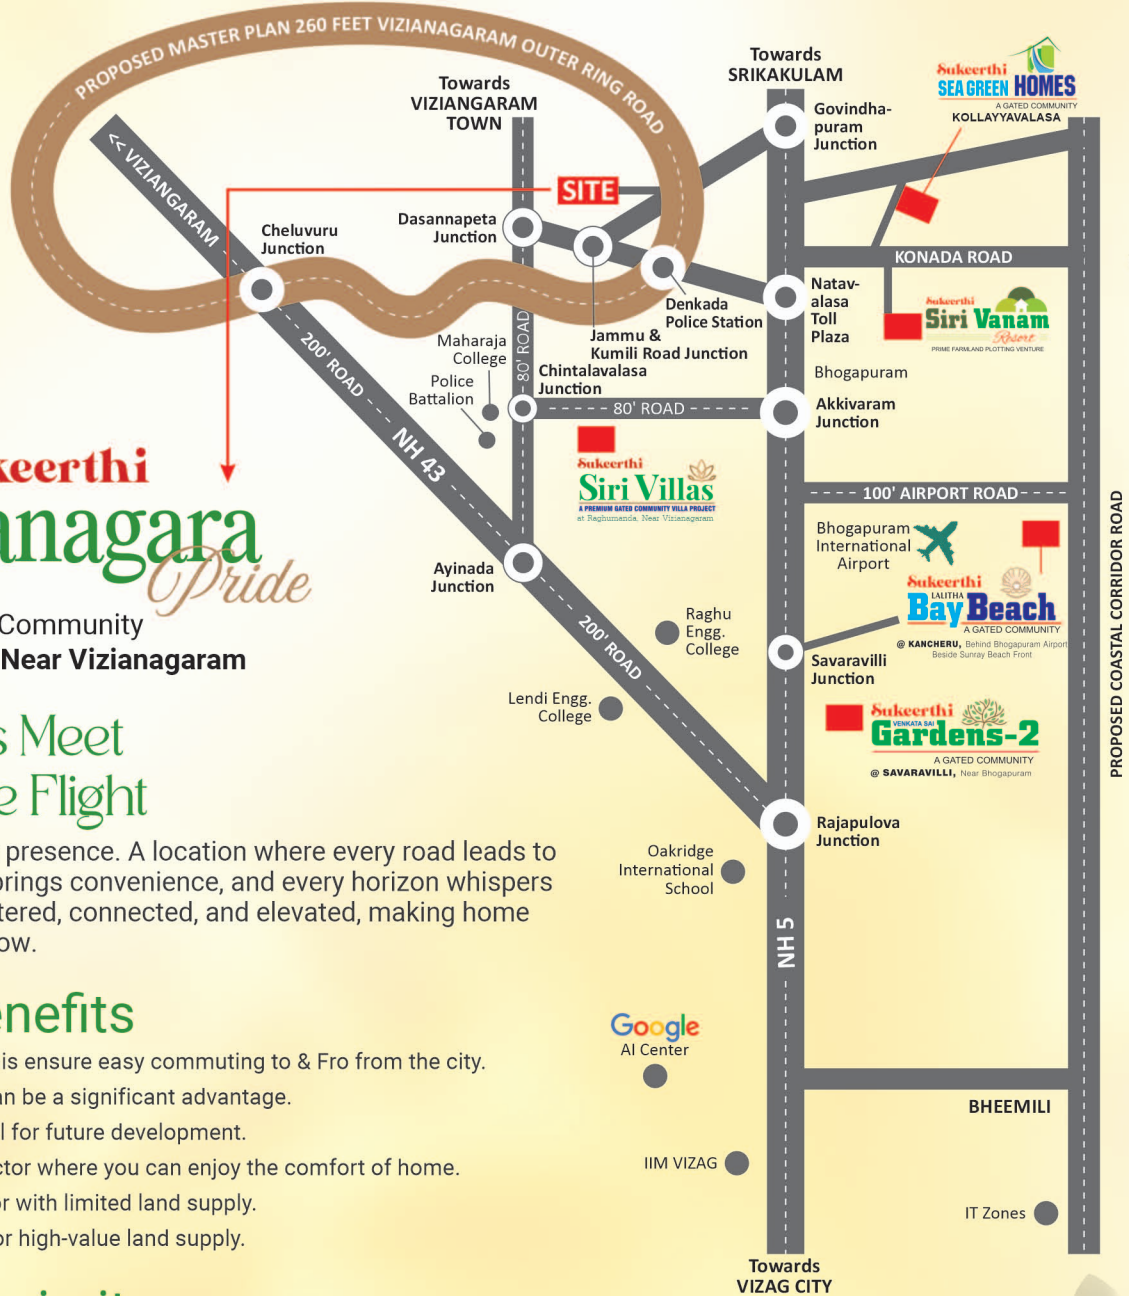 PROPOSED MASTER PLAN 260 FEET VIZIANAGARAM OUTER RING ROAD
Towards
VIZIANGARAM
TOWN
Towards
SRIKAKULAM
Govindha-
puram
Junction
Sukeerthi
SEA GREEN HOMES
A GATED COMMUNITY
KOLLAYYAVALASA
<< VIZIANGARAM
SITE
Cheluvuru
Junction
Dasannapeta
Junction
KONADA ROAD
Denkada
Police Station
Natav-
alasa
Toll
Plaza
Sukeerthi
Siri Vanam
Resort
PRIME FARMLAND PLOTTING VENTURE
Jammu &
Kumili Road Junction
200' ROAD
80' ROAD
Maharaja
College
Police
Battalion
Chintalavalasa
Junction
Bhogapuram
80' ROAD
Akkivaram
Junction
NH 43
Sukeerthi
Siri Villas
A PREMIUM GATED COMMUNITY VILLA PROJECT
at Raghumanda, Near Vizianagaram
100' AIRPORT ROAD
PROPOSED COASTAL CORRIDOR ROAD
Bhogapuram
International
Airport
keerthi
anagara
Pride
Community
Near Vizianagaram
Ayinada
Junction
Sukeerthi
LALITHA
Bay Beach
A GATED COMMUNITY
@ KANCHERU, Behind Bhogapuram Airport
Beside Sunray Beach Front
200' ROAD
Raghu
Engg.
College
Savaravilli
Junction
Lendi Engg.
College
Sukeerthi
VENKATA SAI
Gardens-2
A GATED COMMUNITY
@ SAVARAVILLI, Near Bhogapuram
s Meet
e Flight
Rajapulova
Junction
presence. A location where every road leads to
brings convenience, and every horizon whispers
tered, connected, and elevated, making home
ow.
Oakridge
International
School
NH 5
enefits
is ensure easy commuting to & Fro from the city.
an be a significant advantage.
l for future development.
ctor where you can enjoy the comfort of home.
or with limited land supply.
or high-value land supply.
Google
AI Center
BHEEMILI
IIM VIZAG
IT Zones
Towards
VIZAG CITY